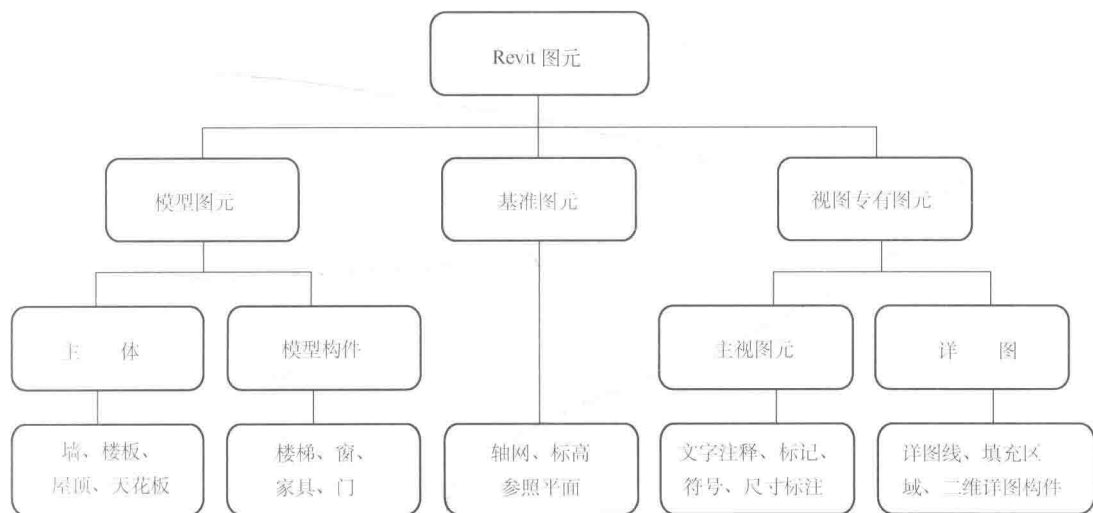 Revit 图元
模型图元
基准图元
视图专有图元
主 体
模型构件
主视图元
详 图
墙、楼板、
屋顶、天花板
楼梯、窗、
家具、门
轴网、标高
参照平面
文字注释、标记、
符号、尺寸标注
详图线、填充区
域、二维详图构件